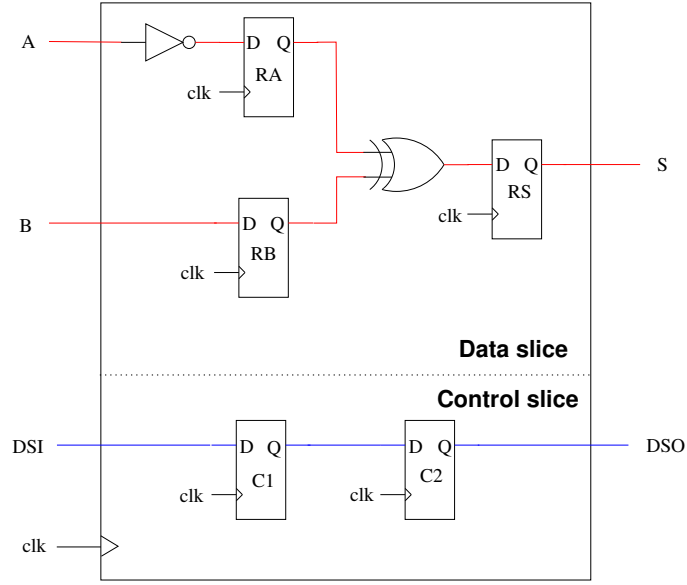 A
D Q
RA
clk
S
D Q
RS
clk
B
D Q
RB
clk
Data slice
Control slice
DSI
D Q
C1
clk
D Q
C2
clk
DSO
clk